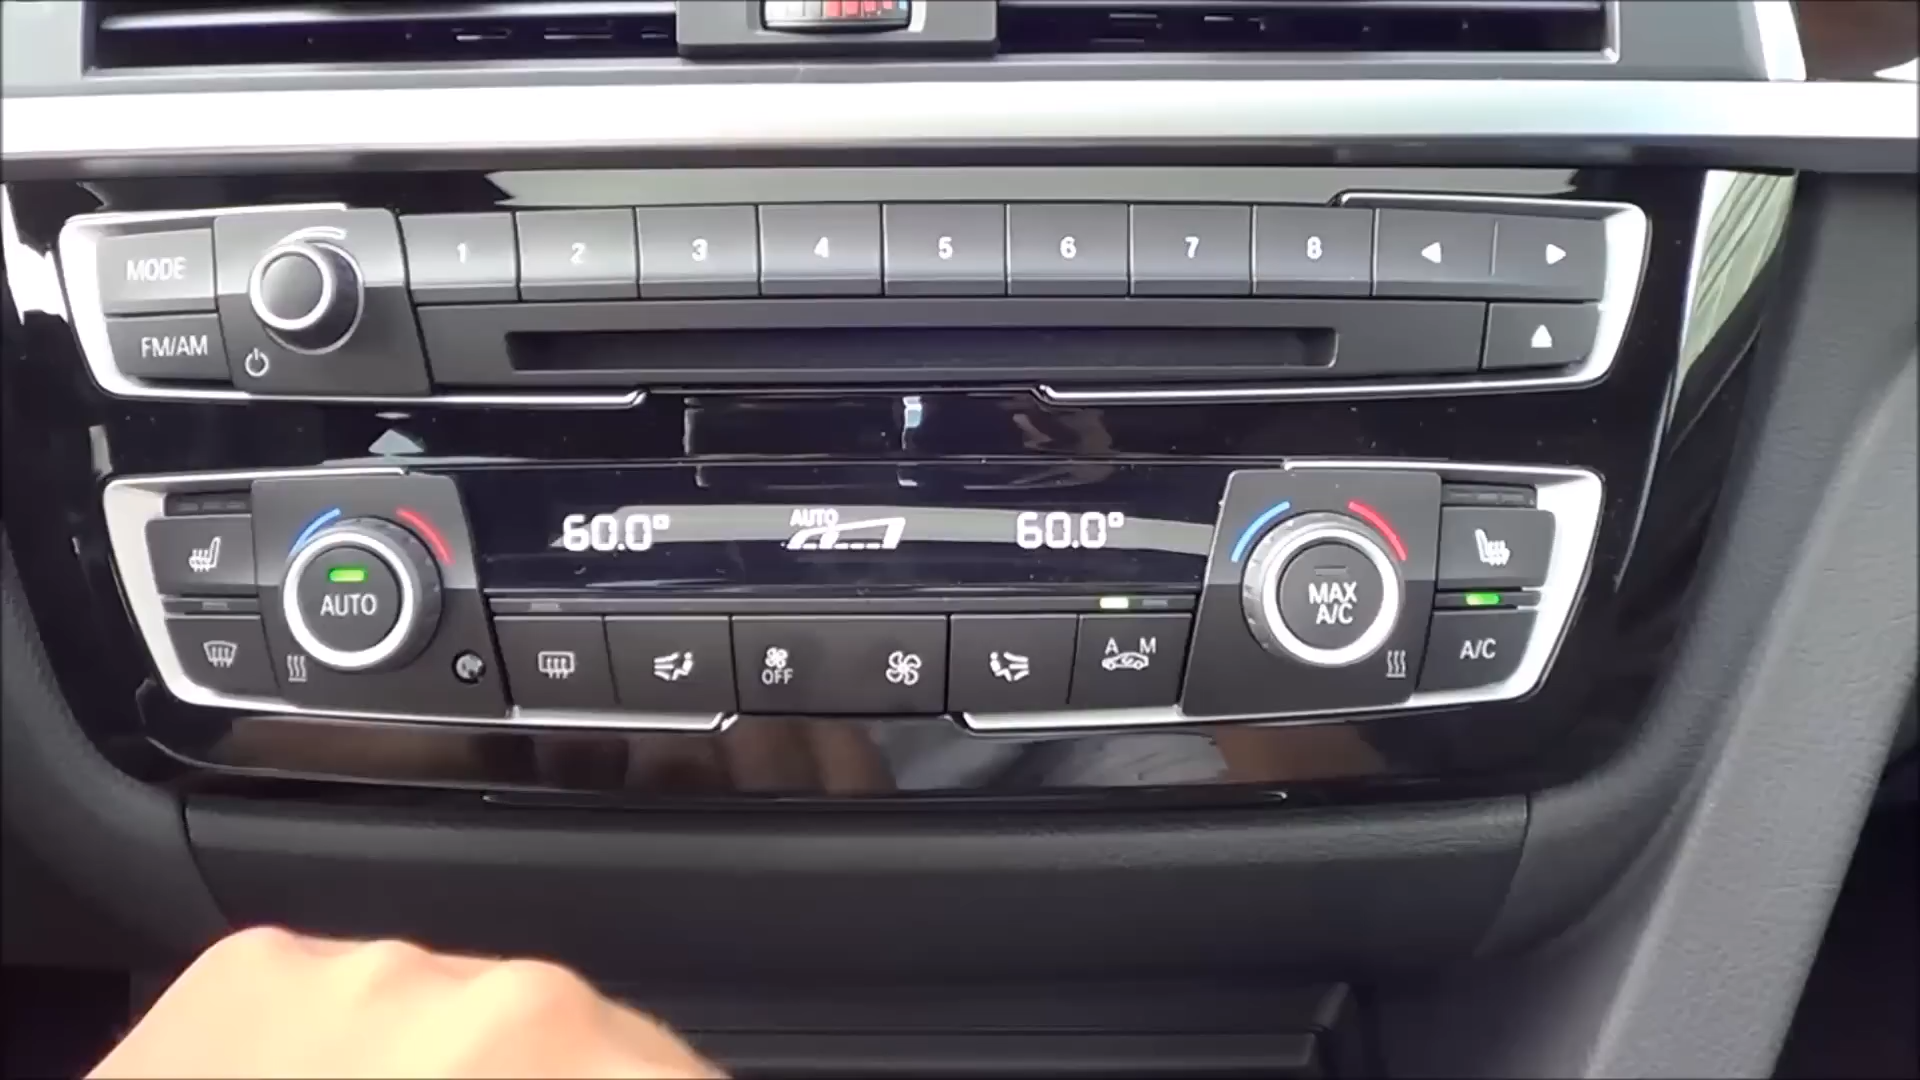 MODE
1 2 3 4 5 6 7 8
FM/AM
60.0° AUTO 60.0°
AUTO
MAX
A/C
OFF
A M
A/C